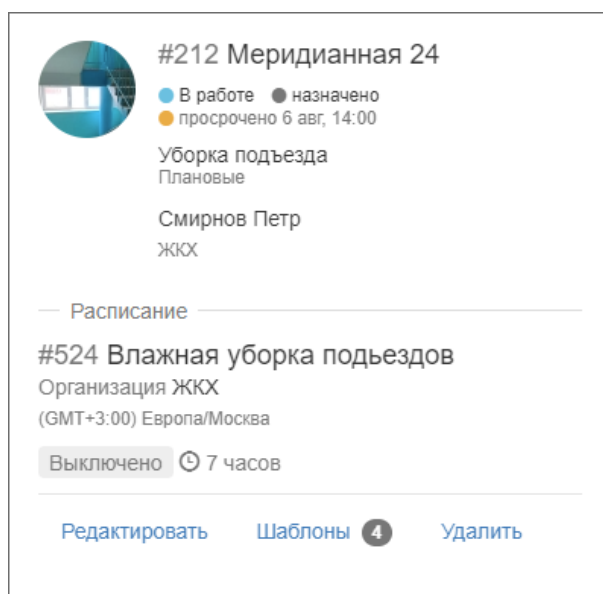 #212 Меридианная 24
В работе назначено
просрочено 6 авг, 14:00
Уборка подъезда
Плановые
Смирнов Петр
ЖКХ
Расписание
#524 Влажная уборка подьездов
Организация ЖКХ
(GMT+3:00) Европа/Москва
Выключено 7 часов
Редактировать Шаблоны 4 Удалить